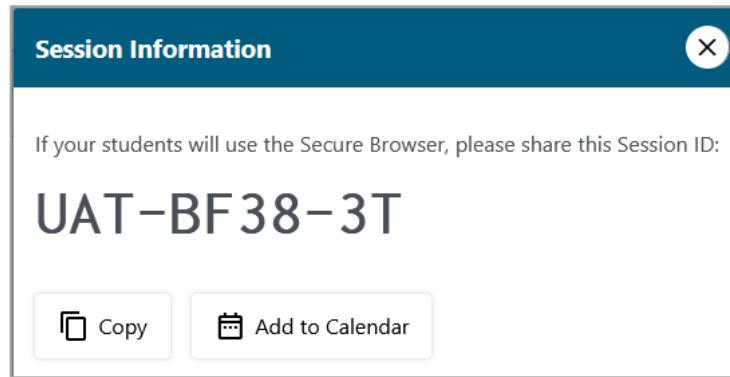 Session Information
If your students will use the Secure Browser, please share this Session ID:
UAT-BF38-3T
Copy Add to Calendar